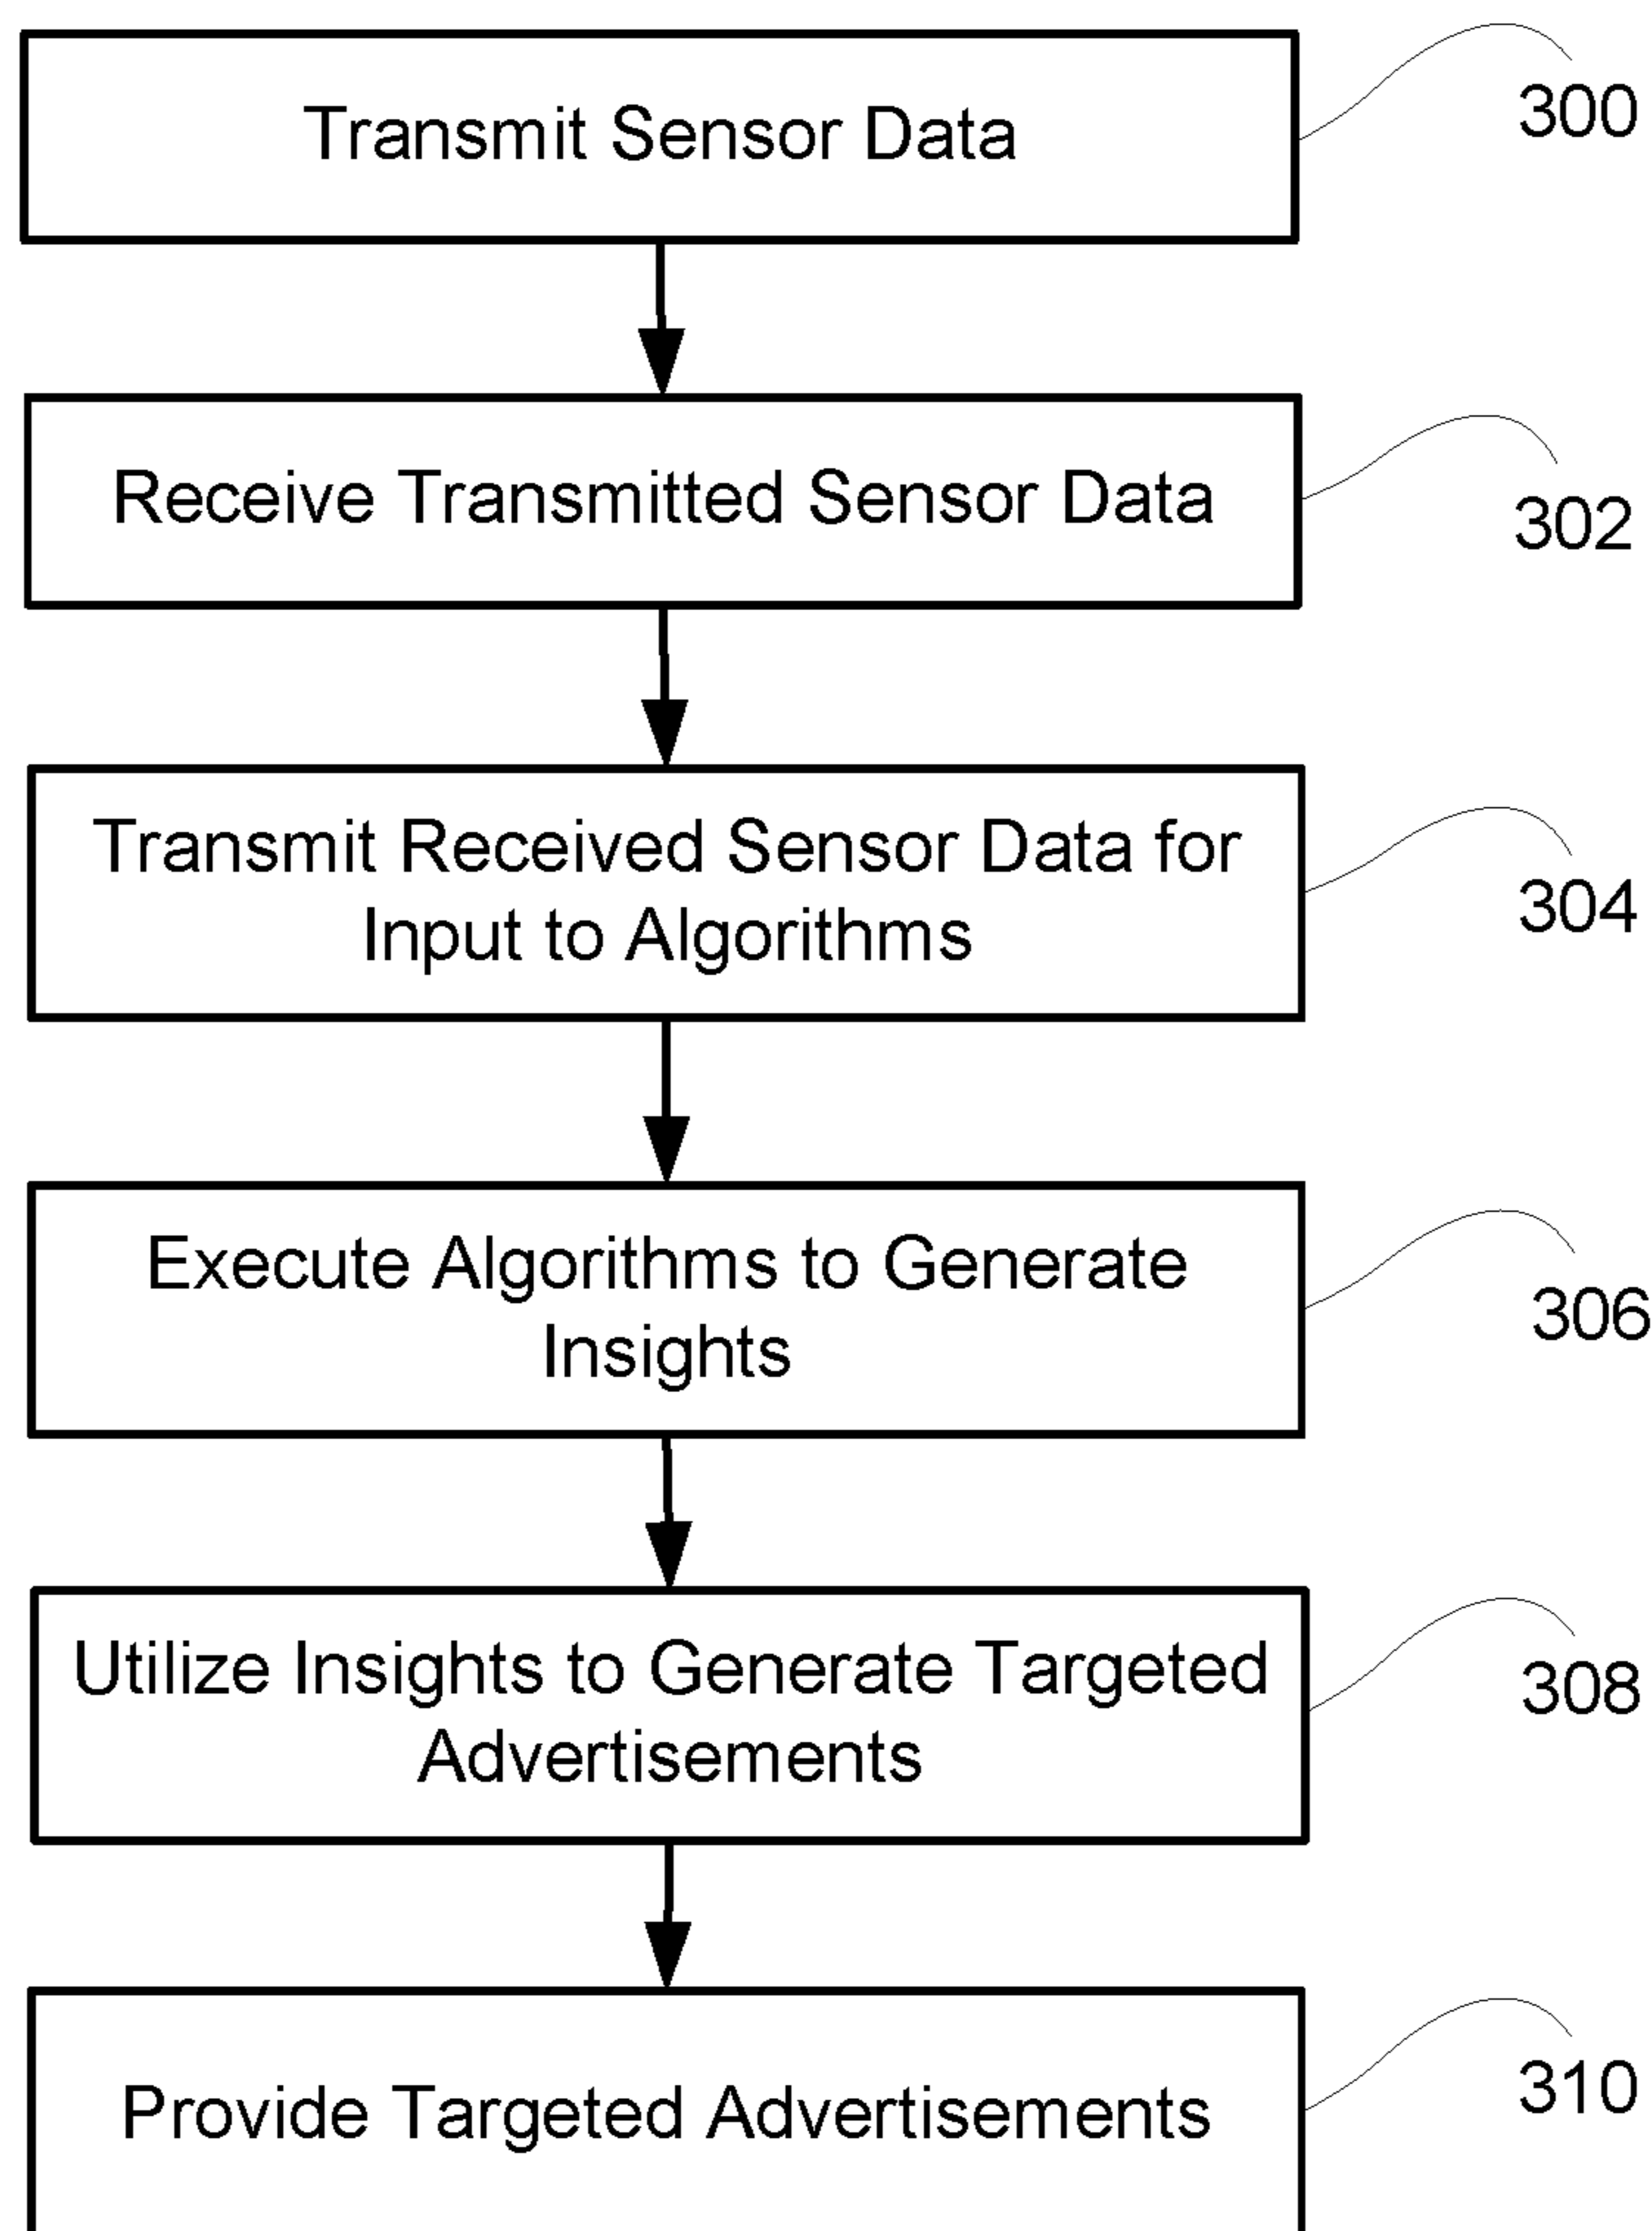 Transmit Sensor Data
300
Receive Transmitted Sensor Data
302
Transmit Received Sensor Data for
Input to Algorithms
304
Execute Algorithms to Generate
Insights
306
Utilize Insights to Generate Targeted
Advertisements
308
Provide Targeted Advertisements
310